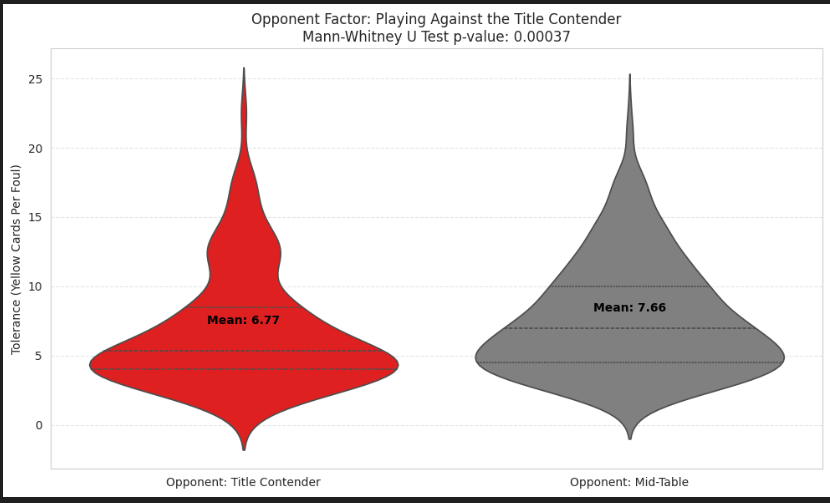 Opponent Factor: Playing Against the Title Contender
Mann-Whitney U Test p-value: 0.00037
Tolerance (Yellow Cards Per Foul)
25
20
15
10
5
0
Mean: 6.77
Mean: 7.66
Opponent: Title Contender
Opponent: Mid-Table